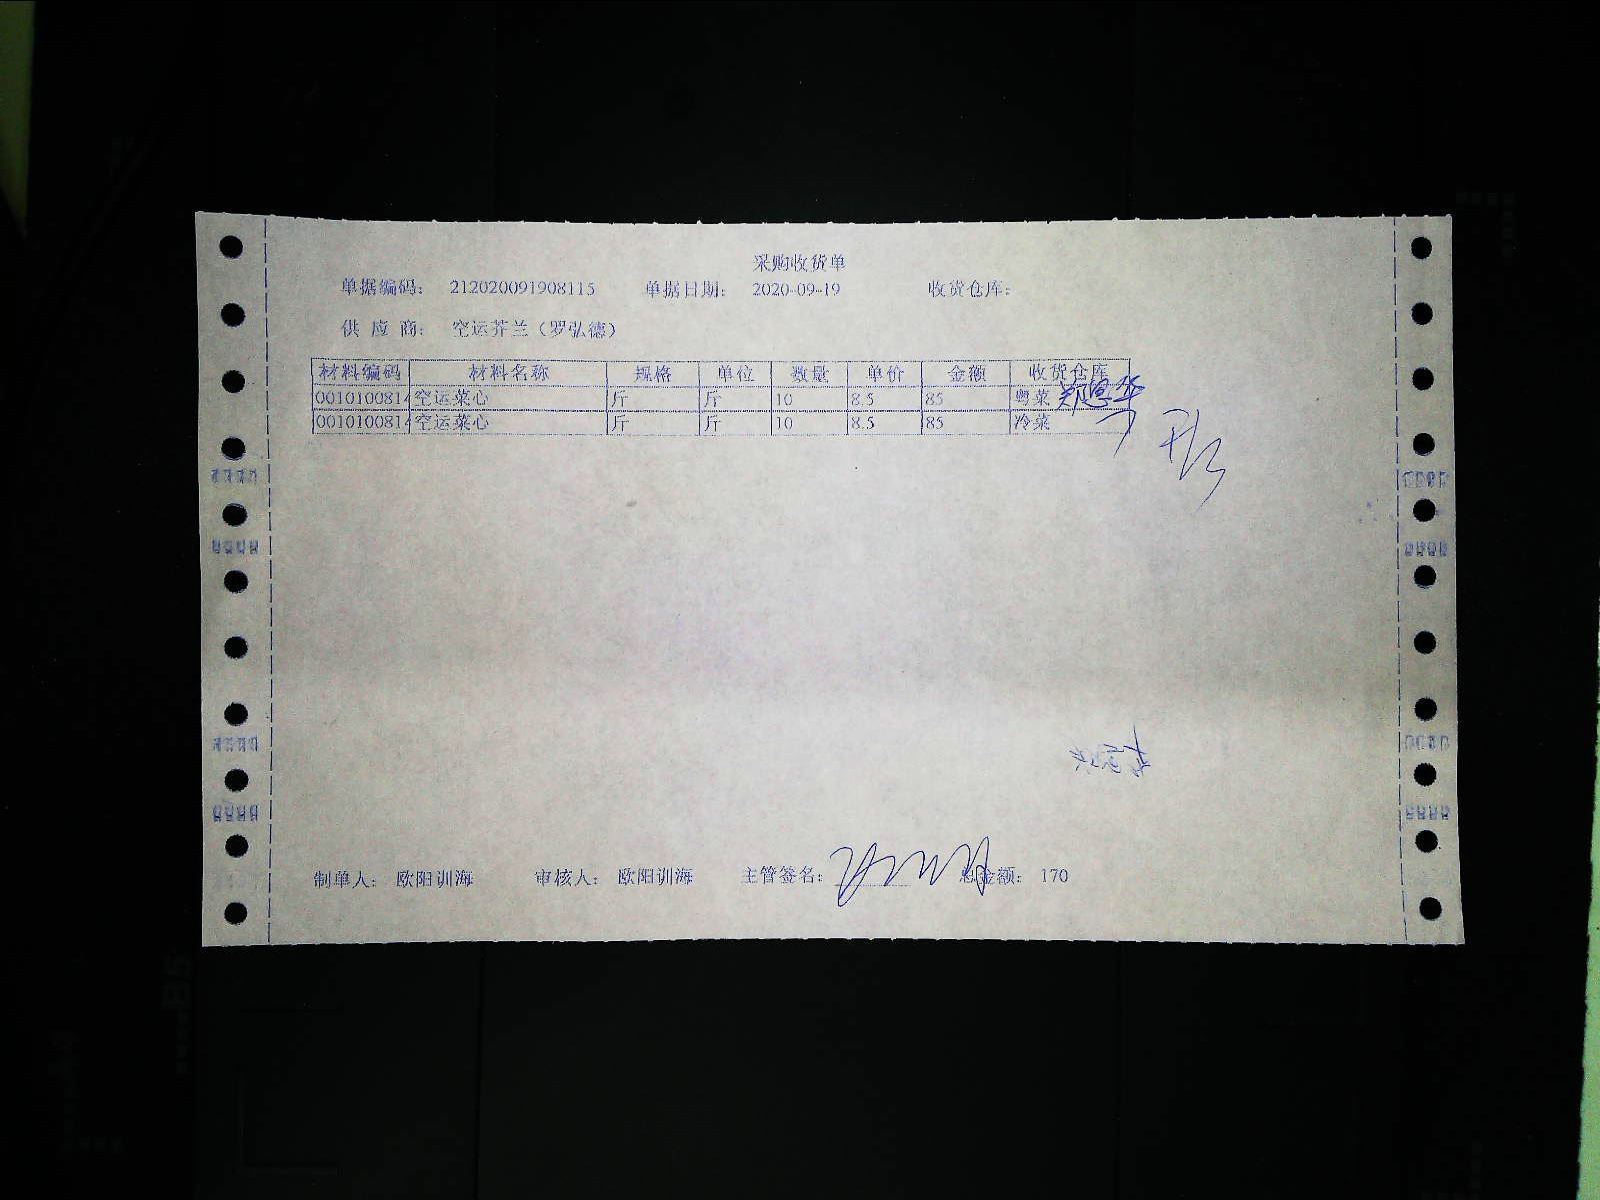 采购收货单
单据编码： 212020091908115 单据日期： 2020-09-19 收货仓库：
供 应 商： 空运芥兰（罗弘德）
材料编码 材料名称 规格 单位 数量 单价 金额 收货仓库
0010100814 空运菜心 斤 斤 10 8.5 85 粤菜
0010100814 空运菜心 斤 斤 10 8.5 85 冷菜
制单人： 欧阳训海 审核人： 欧阳训海 主管签名： 总金额： 170